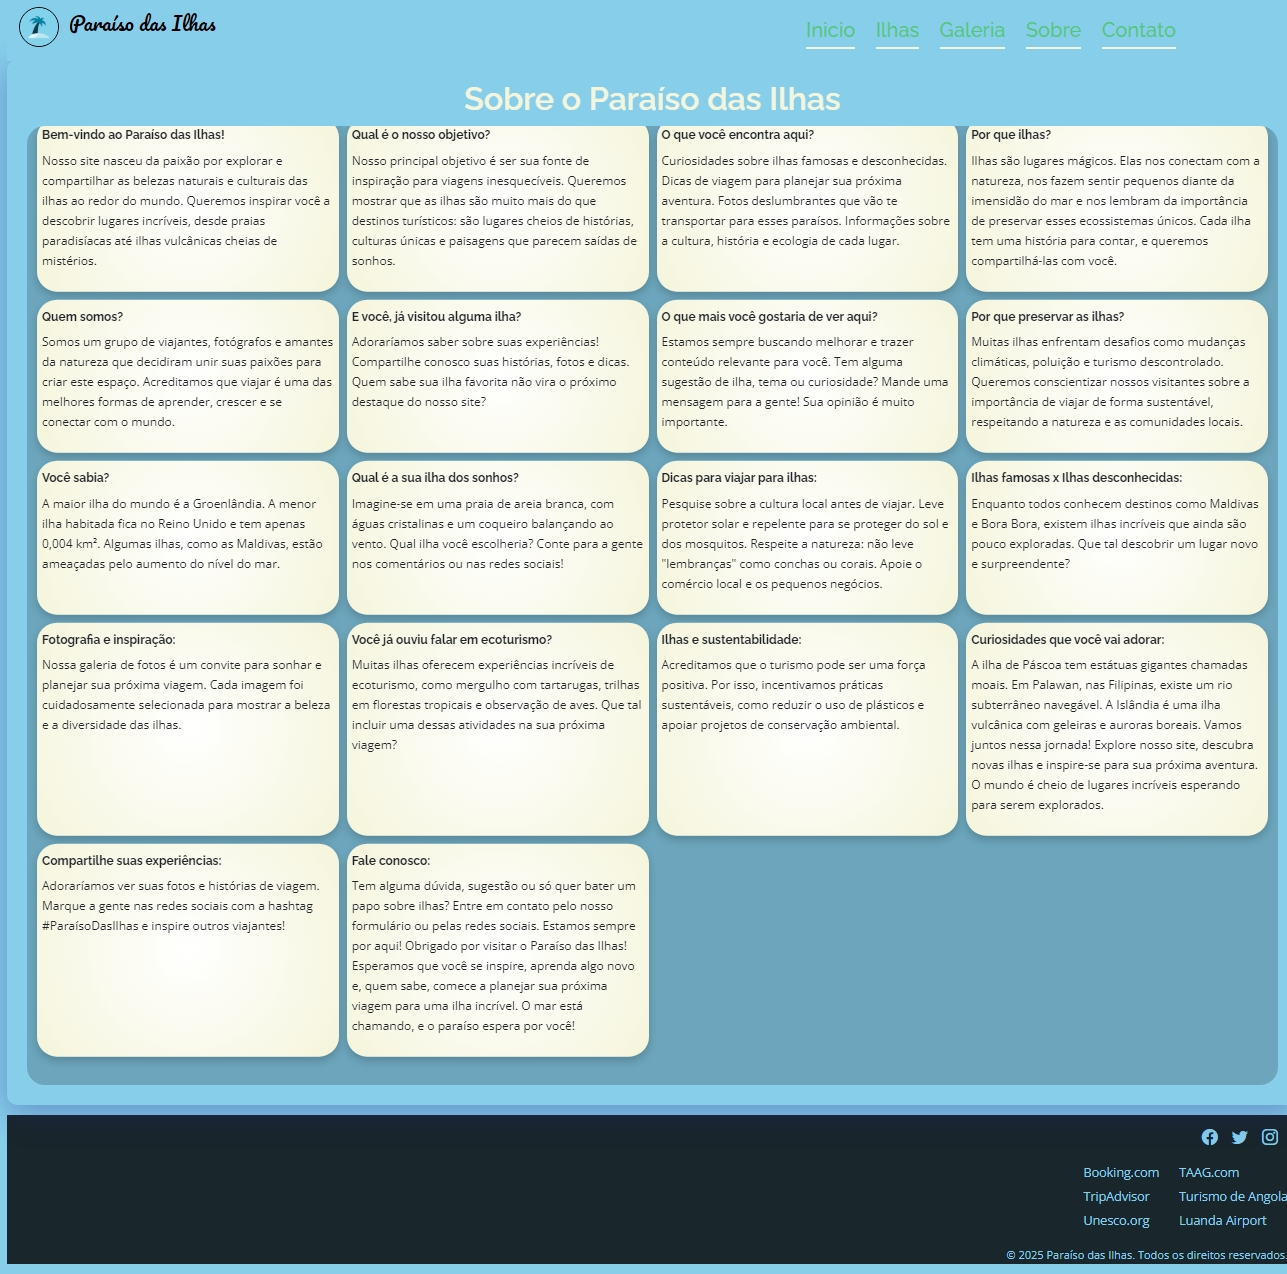 Paraíso das Ilhas
Inicio Ilhas Galeria Sobre Contato
Sobre o Paraíso das Ilhas
Bem-vindo ao Paraíso das Ilhas!
Nosso site nasceu da paixão por explorar e
compartilhar as belezas naturais e culturais das
ilhas ao redor do mundo. Queremos inspirar você a
descobrir lugares incríveis, desde praias
paradisíacas até ilhas vulcânicas cheias de
mistérios.
Qual é o nosso objetivo?
Nosso principal objetivo é ser sua fonte de
inspiração para viagens inesquecíveis. Queremos
mostrar que as ilhas são muito mais do que
destinos turísticos: são lugares cheios de histórias,
culturas únicas e paisagens que parecem saídas de
sonhos.
O que você encontra aqui?
Curiosidades sobre ilhas famosas e desconhecidas.
Dicas de viagem para planejar sua próxima
aventura. Fotos deslumbrantes que vão te
transportar para esses paraísos. Informações sobre
a cultura, história e ecologia de cada lugar.
Por que ilhas?
Ilhas são lugares mágicos. Elas nos conectam com a
natureza, nos fazem sentir pequenos diante da
imensidão do mar e nos lembram da importância
de preservar esses ecossistemas únicos. Cada ilha
tem uma história para contar, e queremos
compartilhá-las com você.
Quem somos?
Somos um grupo de viajantes, fotógrafos e amantes
da natureza que decidiram unir suas paixões para
criar este espaço. Acreditamos que viajar é uma das
melhores formas de aprender, crescer e se
conectar com o mundo.
E você, já visitou alguma ilha?
Adoraríamos saber sobre suas experiências!
Compartilhe conosco suas histórias, fotos e dicas.
Quem sabe sua ilha favorita não vira o próximo
destaque do nosso site?
O que mais você gostaria de ver aqui?
Estamos sempre buscando melhorar e trazer
conteúdo relevante para você. Tem alguma
sugestão de ilha, tema ou curiosidade? Mande uma
mensagem para a gente! Sua opinião é muito
importante.
Por que preservar as ilhas?
Muitas ilhas enfrentam desafios como mudanças
climáticas, poluição e turismo descontrolado.
Queremos conscientizar nossos visitantes sobre a
importância de viajar de forma sustentável,
respeitando a natureza e as comunidades locais.
Você sabia?
A maior ilha do mundo é a Groenlândia. A menor
ilha habitada fica no Reino Unido e tem apenas
0,004 km². Algumas ilhas, como as Maldivas, estão
ameaçadas pelo aumento do nível do mar.
Qual é a sua ilha dos sonhos?
Imagine-se em uma praia de areia branca, com
águas cristalinas e um coqueiro balançando ao
vento. Qual ilha você escolheria? Conte para a gente
nos comentários ou nas redes sociais!
Dicas para viajar para ilhas:
Pesquise sobre a cultura local antes de viajar. Leve
protetor solar e repelente para se proteger do sol e
dos mosquitos. Respeite a natureza: não leve
"lembranças" como conchas ou corais. Apoie o
comércio local e os pequenos negócios.
Ilhas famosas x Ilhas desconhecidas:
Enquanto todos conhecem destinos como Maldivas
e Bora Bora, existem ilhas incríveis que ainda são
pouco exploradas. Que tal descobrir um lugar novo
e surpreendente?
Fotografia e inspiração:
Nossa galeria de fotos é um convite para sonhar e
planejar sua próxima viagem. Cada imagem foi
cuidadosamente selecionada para mostrar a beleza
e a diversidade das ilhas.
Você já ouviu falar em ecoturismo?
Muitas ilhas oferecem experiências incríveis de
ecoturismo, como mergulho com tartarugas, trilhas
em florestas tropicais e observação de aves. Que tal
incluir uma dessas atividades na sua próxima
viagem?
Ilhas e sustentabilidade:
Acreditamos que o turismo pode ser uma força
positiva. Por isso, incentivamos práticas
sustentáveis, como reduzir o uso de plásticos e
apoiar projetos de conservação ambiental.
Curiosidades que você vai adorar:
A ilha de Páscoa tem estátuas gigantes chamadas
moais. Em Palawan, nas Filipinas, existe um rio
subterrâneo navegável. A Islândia é uma ilha
vulcânica com geleiras e auroras boreais. Vamos
juntos nessa jornada! Explore nosso site, descubra
novas ilhas e inspire-se para sua próxima aventura.
O mundo é cheio de lugares incríveis esperando
para serem explorados.
Compartilhe suas experiências:
Adoraríamos ver suas fotos e histórias de viagem.
Marque a gente nas redes sociais com a hashtag
#ParaísoDasIlhas e inspire outros viajantes!
Fale conosco:
Tem alguma dúvida, sugestão ou só quer bater um
papo sobre ilhas? Entre em contato pelo nosso
formulário ou pelas redes sociais. Estamos sempre
por aqui! Obrigado por visitar o Paraíso das Ilhas!
Esperamos que você se inspire, aprenda algo novo
e, quem sabe, comece a planejar sua próxima
viagem para uma ilha incrível. O mar está
chamando, e o paraíso espera por você!
Booking.com TAAG.com
TripAdvisor Turismo de Angola
Unesco.org Luanda Airport
© 2025 Paraíso das Ilhas. Todos os direitos reservados.